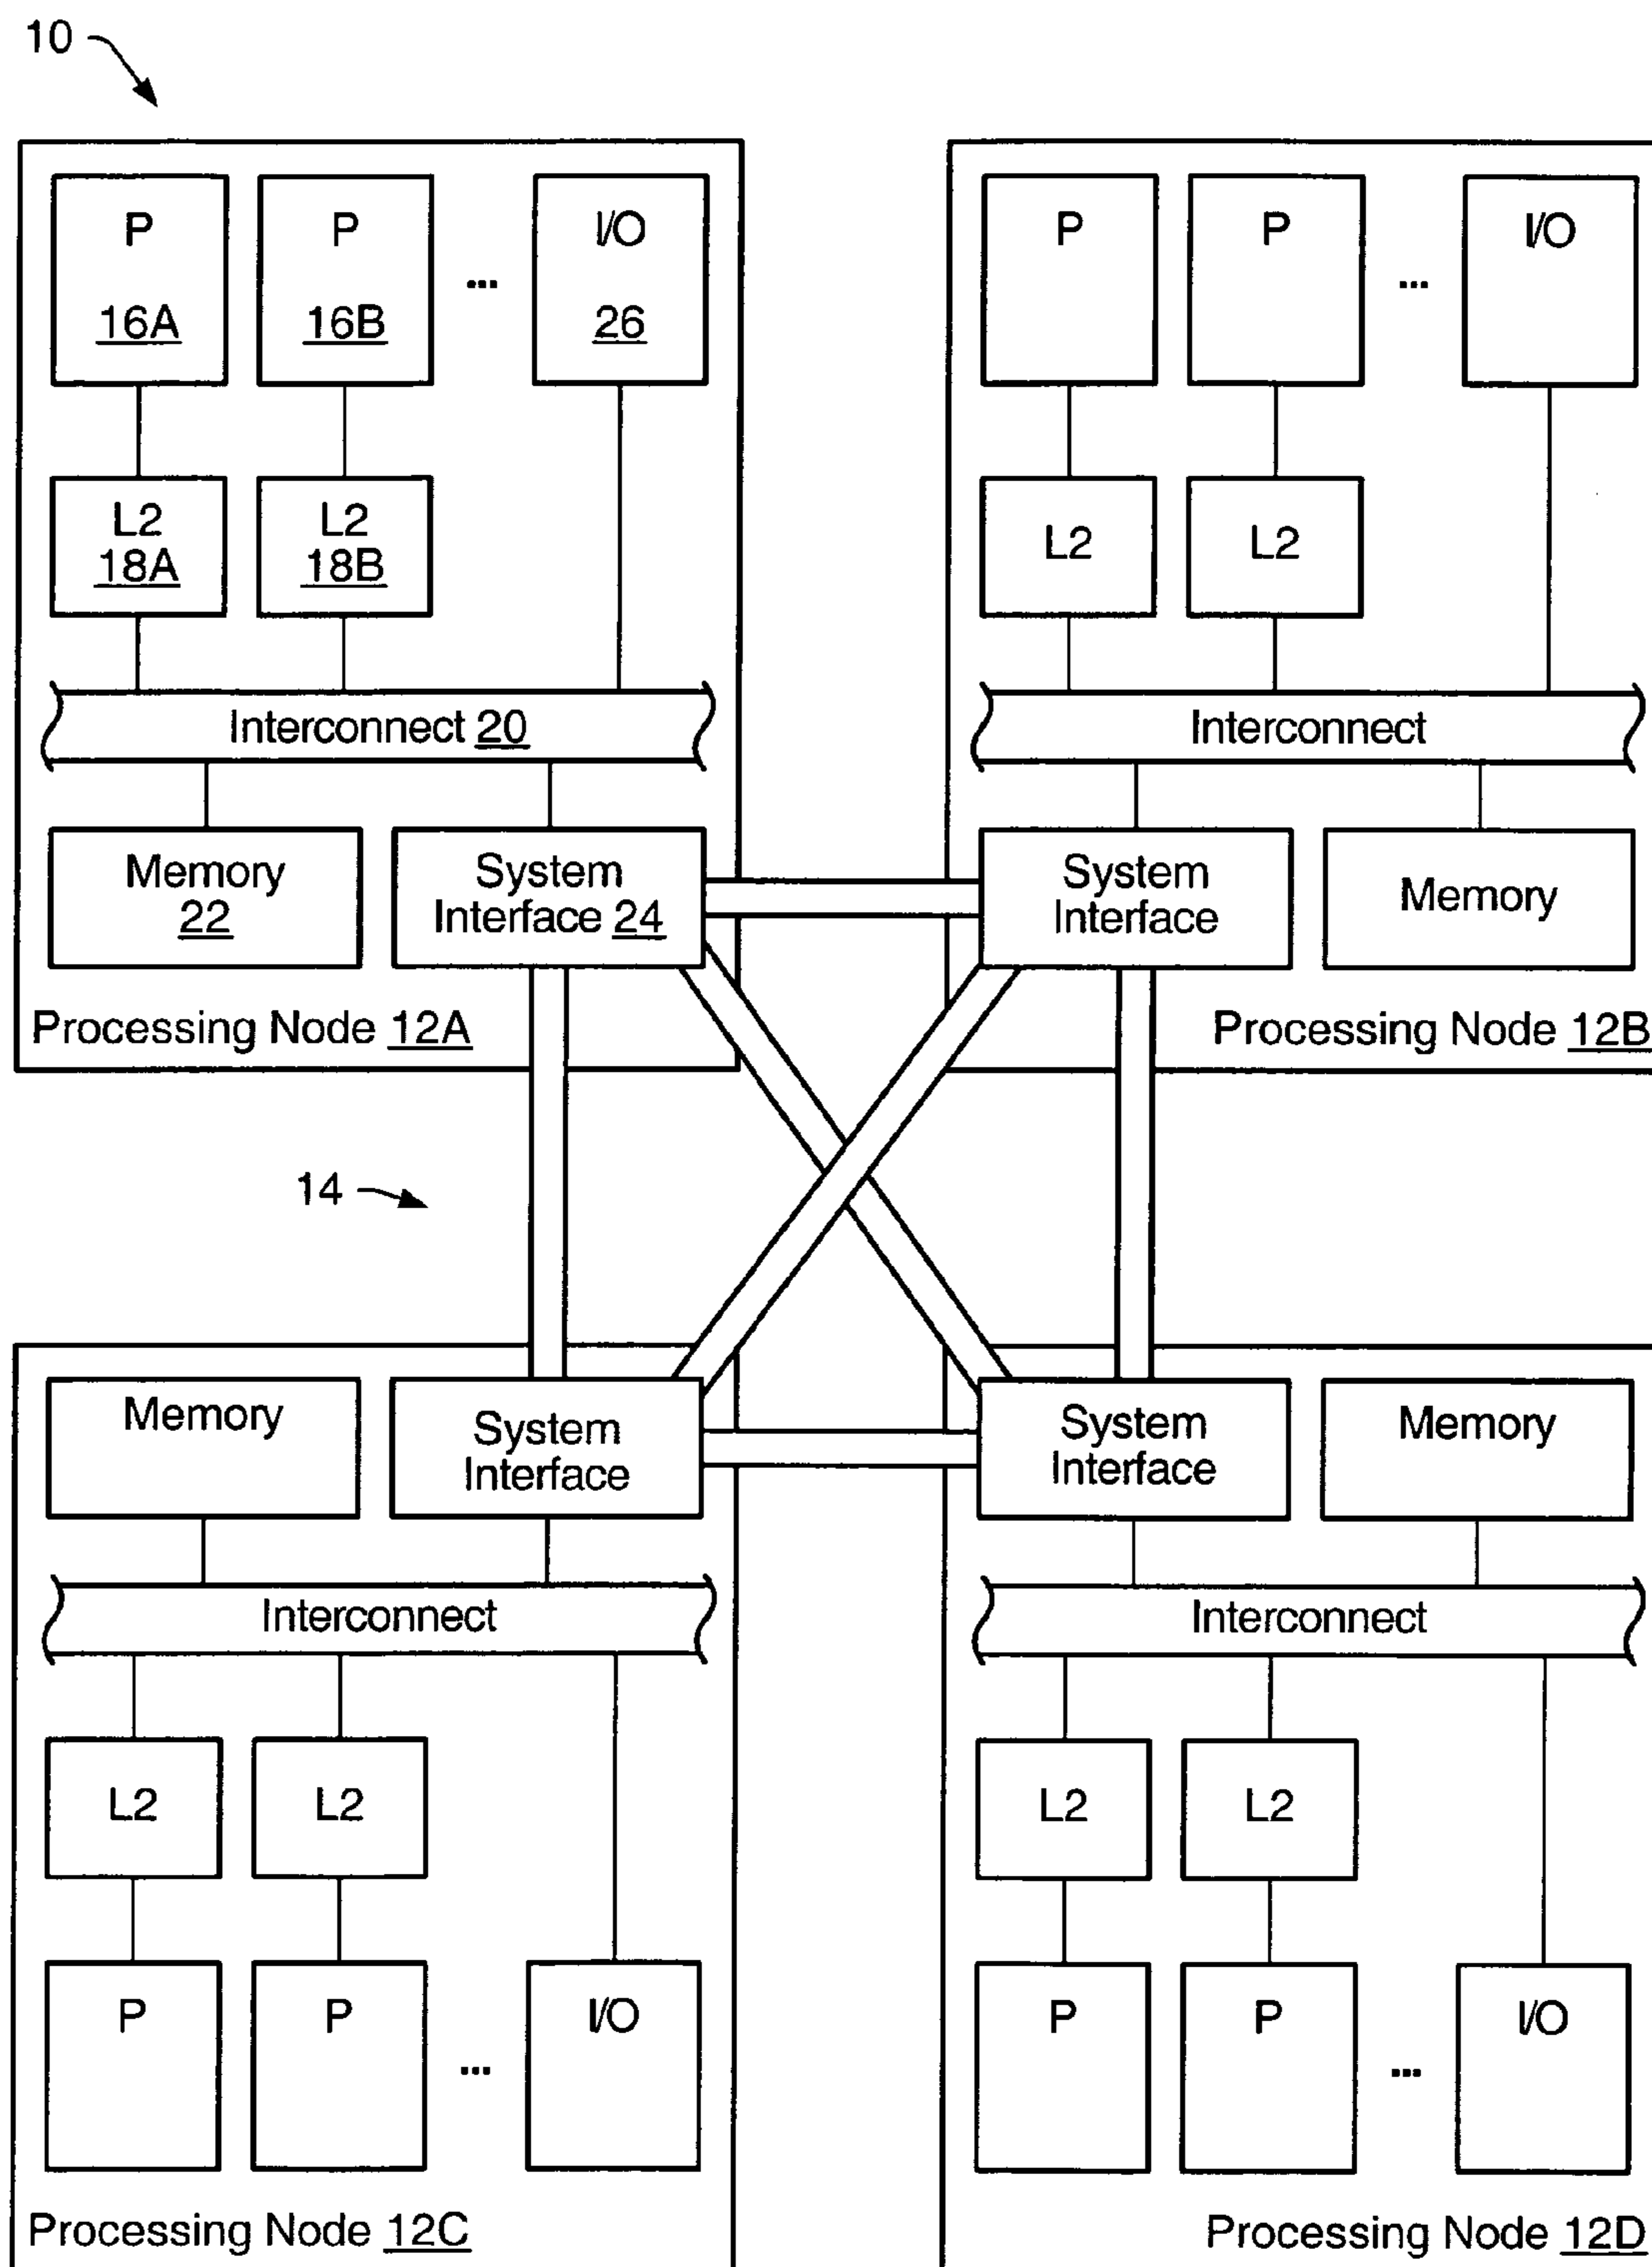 10
P
16A
P
16B
...
I/O
26
L2
18A
L2
18B
Interconnect 20
Memory
22
System
Interface 24
Processing Node 12A
P
P
...
I/O
L2
L2
Interconnect
System
Interface
Memory
Processing Node 12B
14
Memory
System
Interface
Interconnect
L2
L2
P
P
...
I/O
Processing Node 12C
System
Interface
Memory
Interconnect
L2
L2
P
P
...
I/O
Processing Node 12D